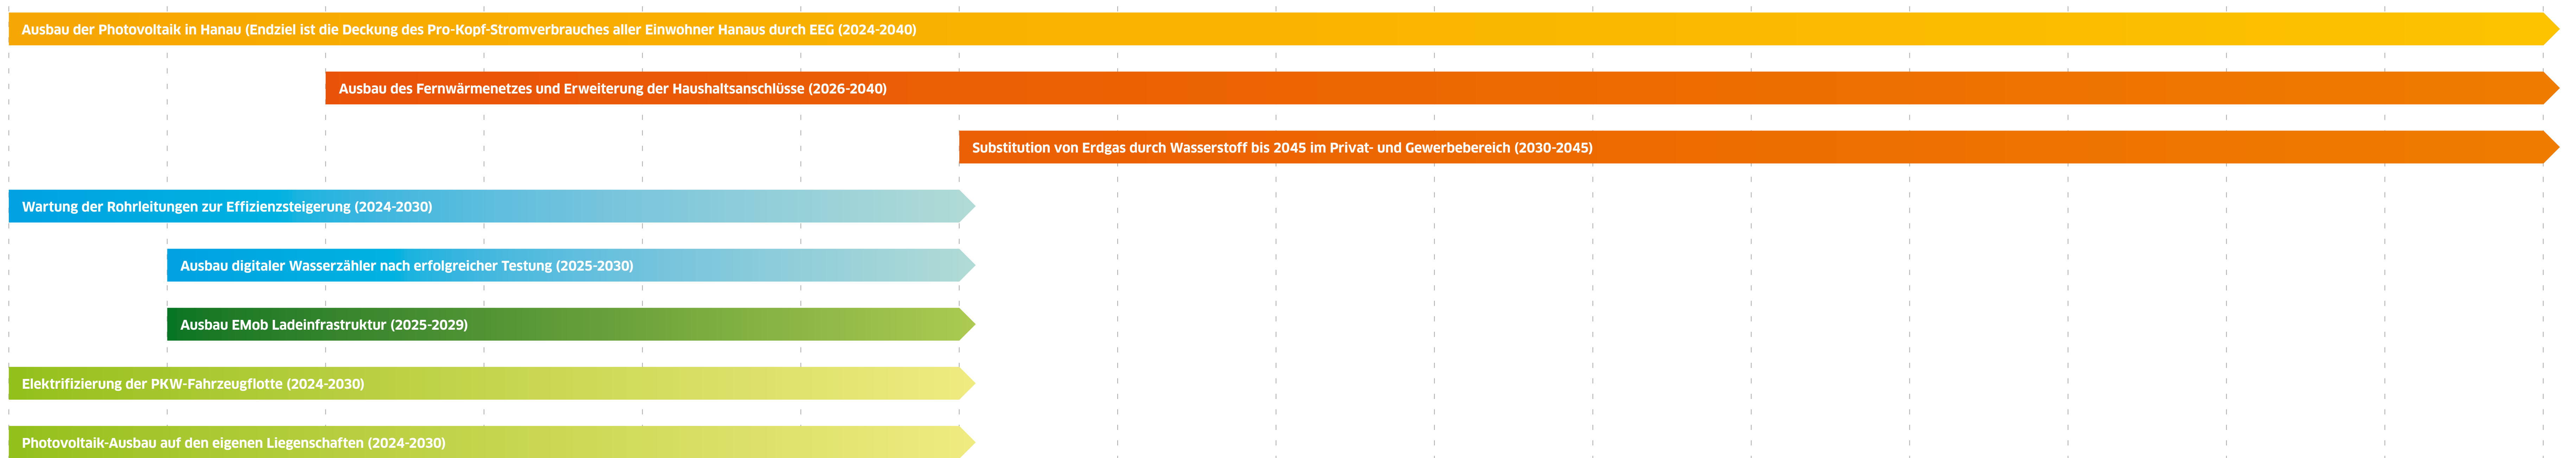 Ausbau der Photovoltaik in Hanau (Endziel ist die Deckung des Pro-Kopf-Stromverbrauches aller Einwohner Hanaus durch EEG (2024-2040)
Ausbau des Fernwärmenetzes und Erweiterung der Haushaltsanschlüsse (2026-2040)
Substitution von Erdgas durch Wasserstoff bis 2045 im Privat- und Gewerbebereich (2030-2045)
Wartung der Rohrleitungen zur Effizienzsteigerung (2024-2030)
Ausbau digitaler Wasserzähler nach erfolgreicher Testung (2025-2030)
Ausbau EMob Ladeinfrastruktur (2025-2029)
Elektrifizierung der PKW-Fahrzeugflotte (2024-2030)
Photovoltaik-Ausbau auf den eigenen Liegenschaften (2024-2030)